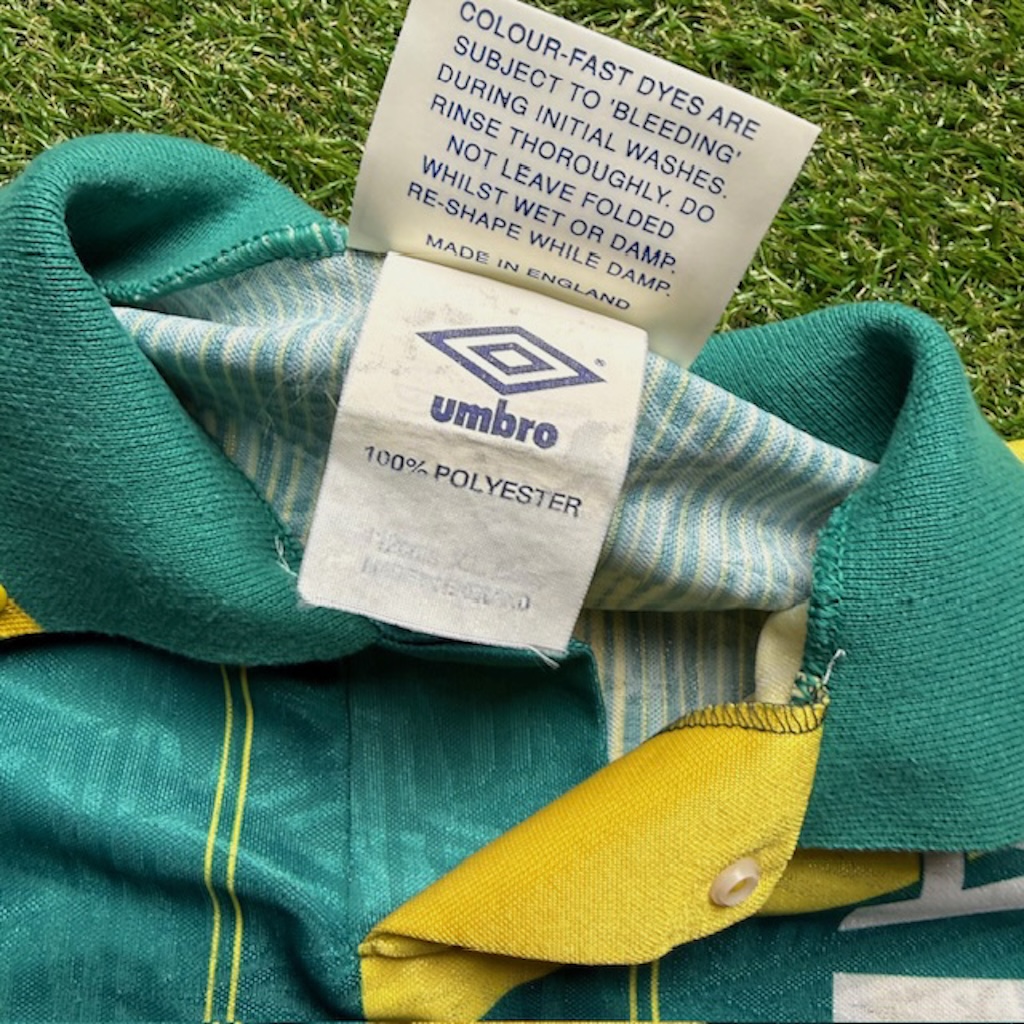 COLOUR-FAST DYES ARE
SUBJECT TO 'BLEEDING'
DURING INITIAL WASHES.
RINSE THOROUGHLY. DO
NOT LEAVE FOLDED
WHILST WET OR DAMP.
RE-SHAPE WHILE DAMP.
MADE IN ENGLAND
umbro
100% POLYESTER